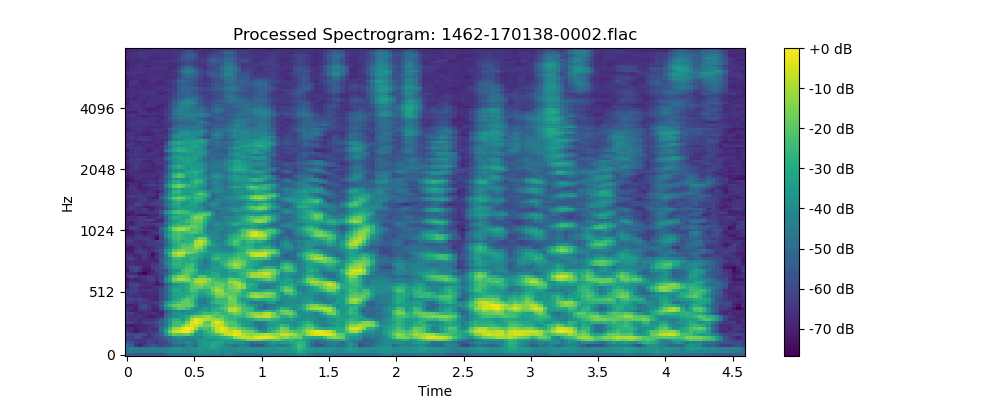 Processed Spectrogram: 1462-170138-0002.flac
+0 dB
-10 dB
-20 dB
-30 dB
-40 dB
-50 dB
-60 dB
-70 dB
4096
2048
1024
512
0
Hz
0 0.5 1 1.5 2 2.5 3 3.5 4 4.5
Time